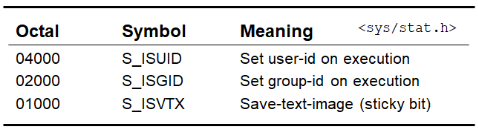 Octal Symbol Meaning <sys/stat.h>
04000 S_ISUID Set user-id on execution
02000 S_ISGID Set group-id on execution
01000 S_ISVTX Save-text-image (sticky bit)